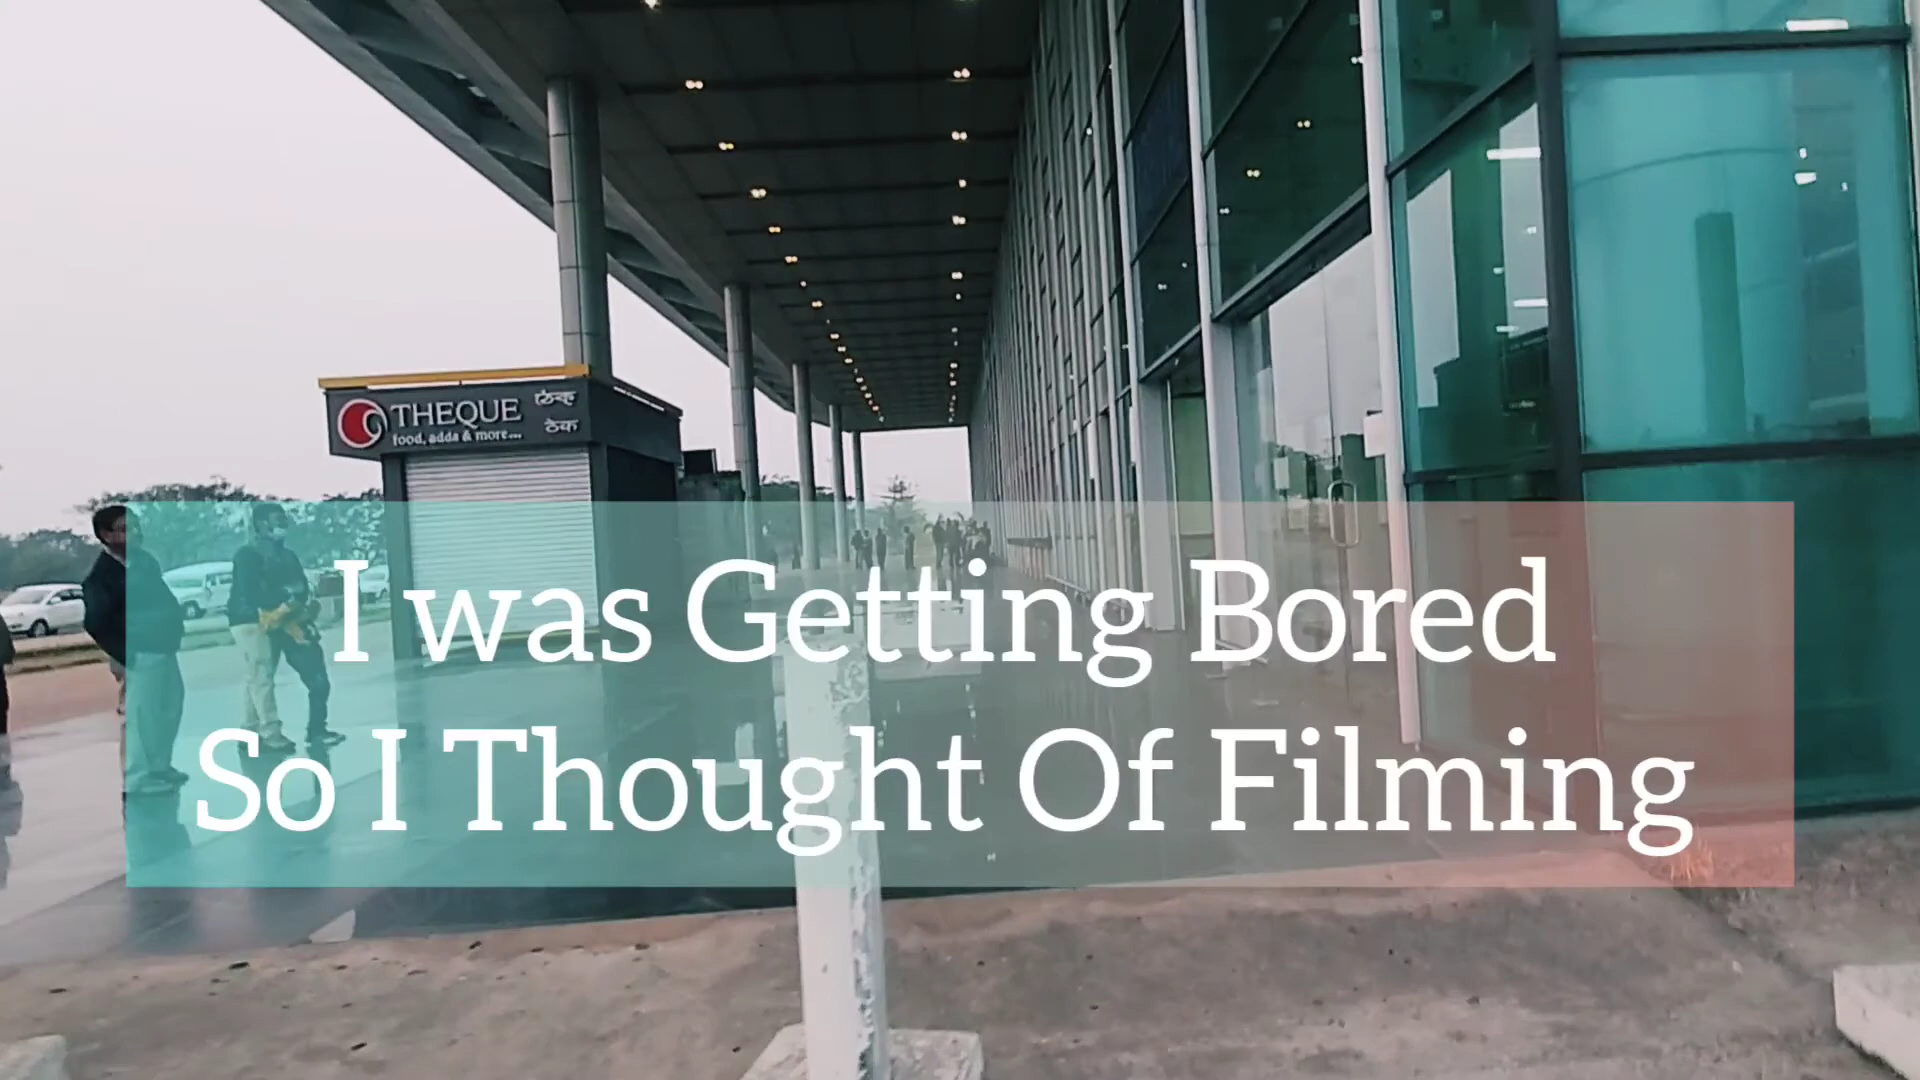 THEQUE
food, adda & more...
ঠেক
ठेक
I was Getting Bored
So I Thought Of Filming